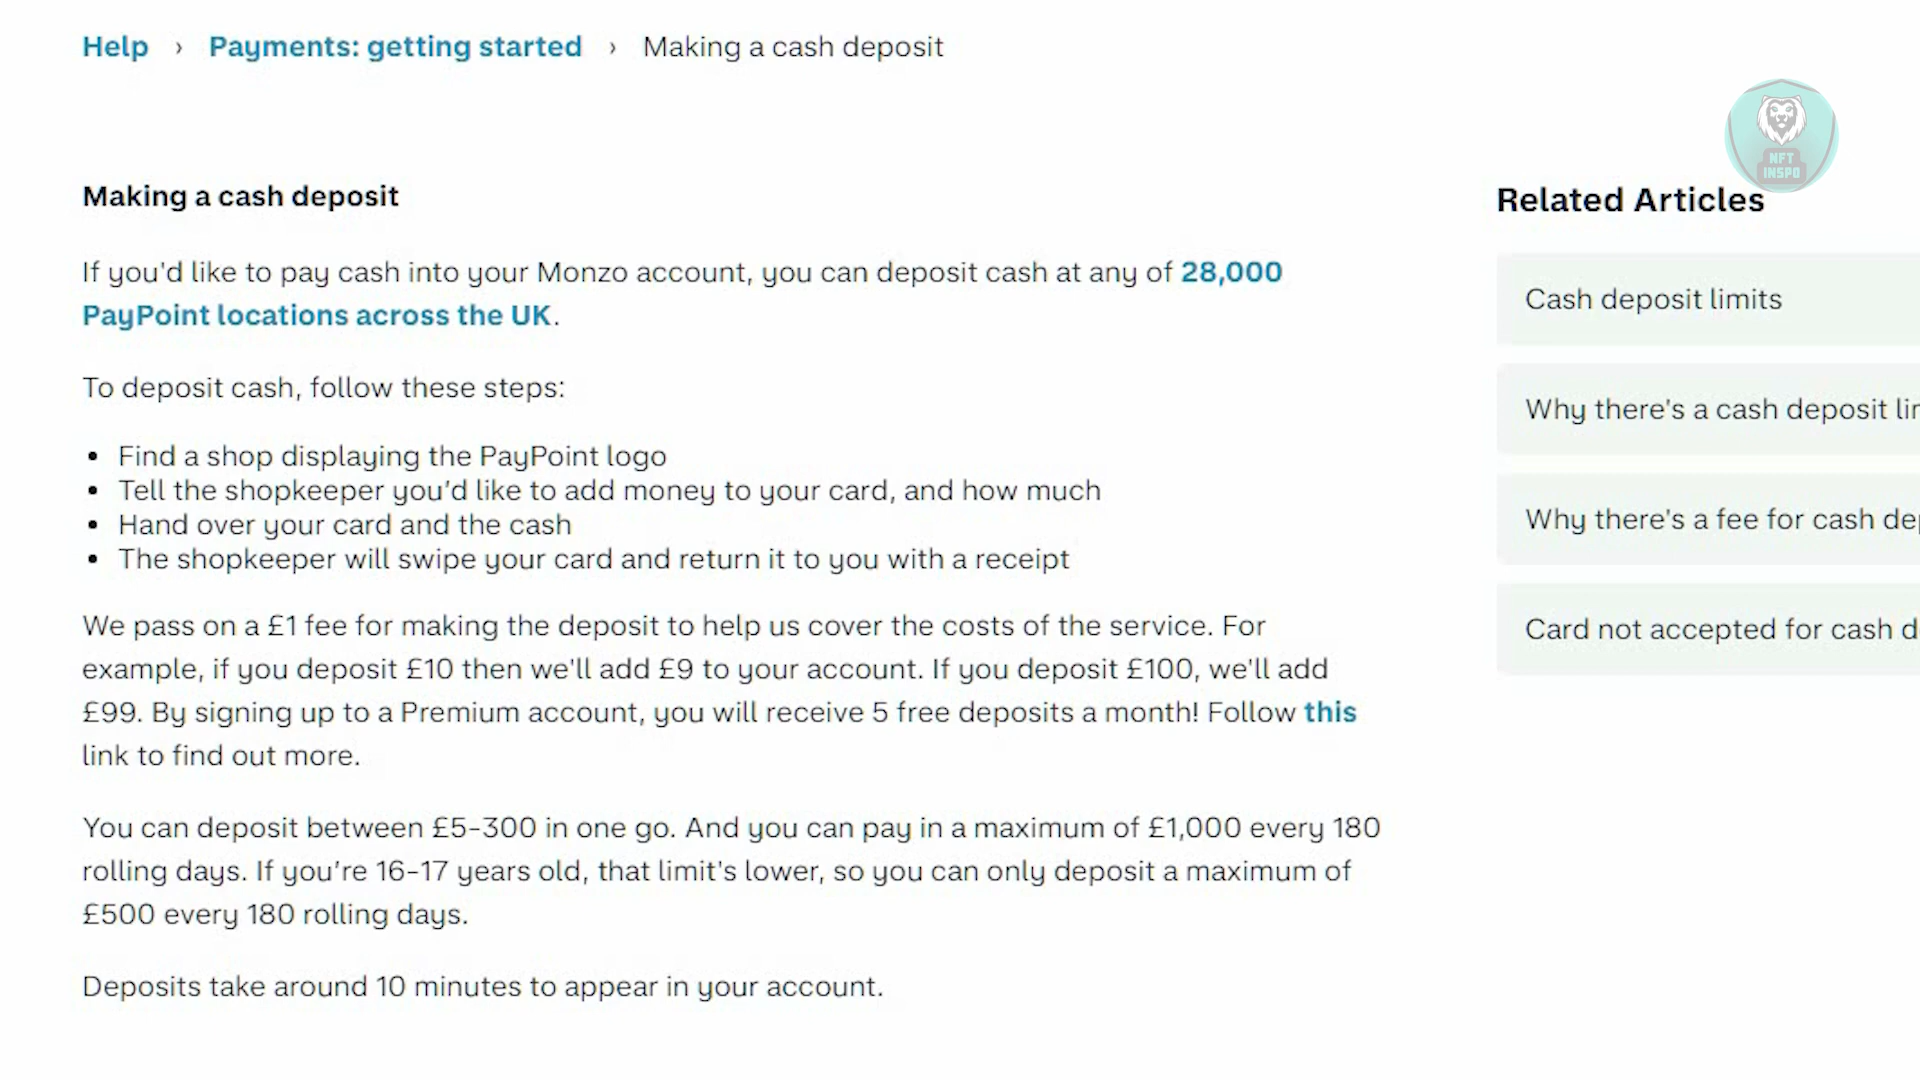 Help › Payments: getting started › Making a cash deposit
NFT
INSPO
Making a cash deposit
If you'd like to pay cash into your Monzo account, you can deposit cash at any of 28,000
PayPoint locations across the UK.
To deposit cash, follow these steps:
• Find a shop displaying the PayPoint logo
• Tell the shopkeeper you'd like to add money to your card, and how much
• Hand over your card and the cash
• The shopkeeper will swipe your card and return it to you with a receipt
We pass on a £1 fee for making the deposit to help us cover the costs of the service. For
example, if you deposit £10 then we'll add £9 to your account. If you deposit £100, we'll add
£99. By signing up to a Premium account, you will receive 5 free deposits a month! Follow this
link to find out more.
You can deposit between £5-300 in one go. And you can pay in a maximum of £1,000 every 180
rolling days. If you're 16-17 years old, that limit's lower, so you can only deposit a maximum of
£500 every 180 rolling days.
Deposits take around 10 minutes to appear in your account.
Related Articles
Cash deposit limits
Why there's a cash deposit
Why there's a fee for cash
Card not accepted for cash